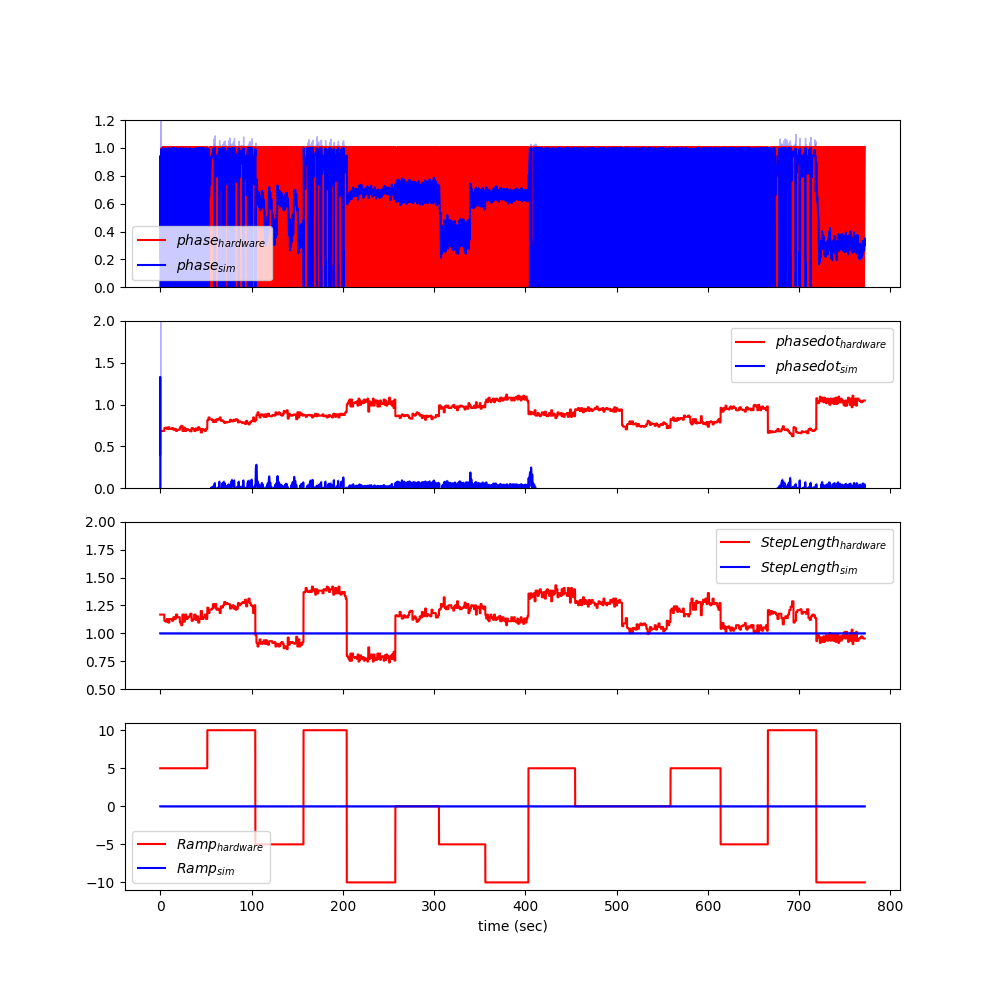 1.2
1.0
0.8
0.6
0.4
0.2
0.0
phase_hardware
phase_sim
2.0
1.5
1.0
0.5
0.0
phasedot_hardware
phasedot_sim
2.00
1.75
1.50
1.25
1.00
0.75
0.50
StepLength_hardware
StepLength_sim
10
5
0
−5
−10
Ramp_hardware
Ramp_sim
0 100 200 300 400 500 600 700 800
time (sec)